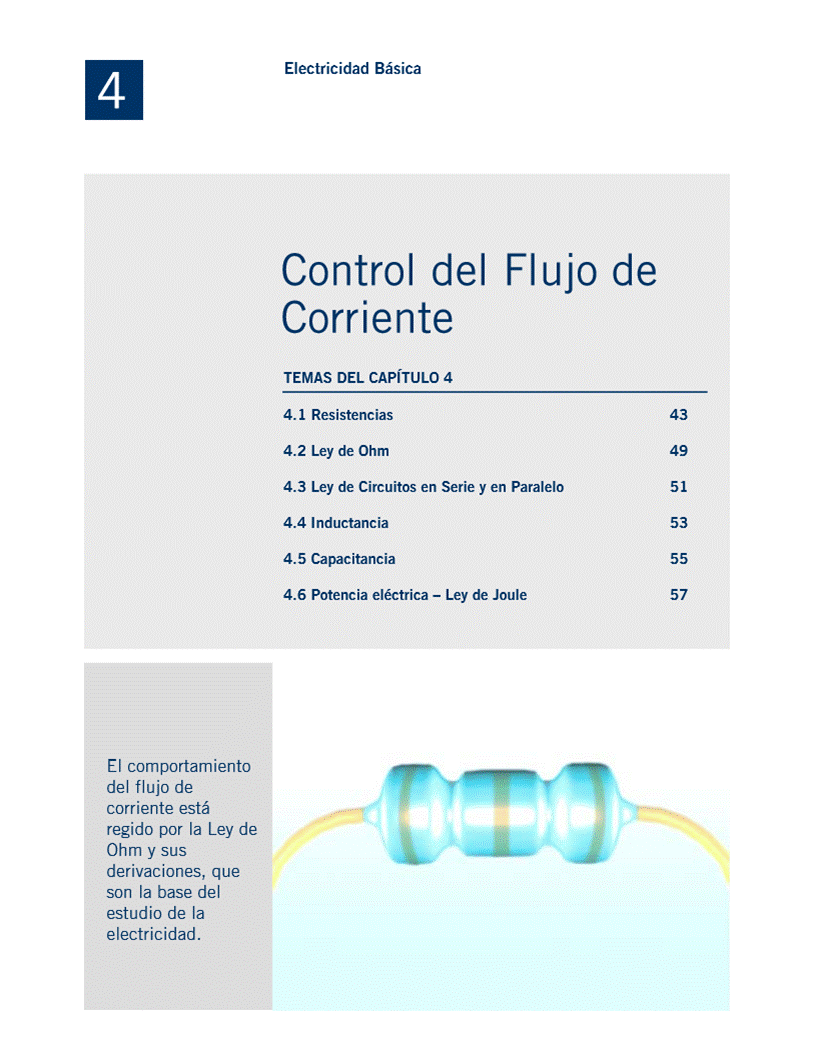 4
Electricidad Básica
Control del Flujo de
Corriente
TEMAS DEL CAPÍTULO 4
4.1 Resistencias 43
4.2 Ley de Ohm 49
4.3 Ley de Circuitos en Serie y en Paralelo 51
4.4 Inductancia 53
4.5 Capacitancia 55
4.6 Potencia eléctrica – Ley de Joule 57
El comportamiento
del flujo de
corriente está
regido por la Ley de
Ohm y sus
derivaciones, que
son la base del
estudio de la
electricidad.